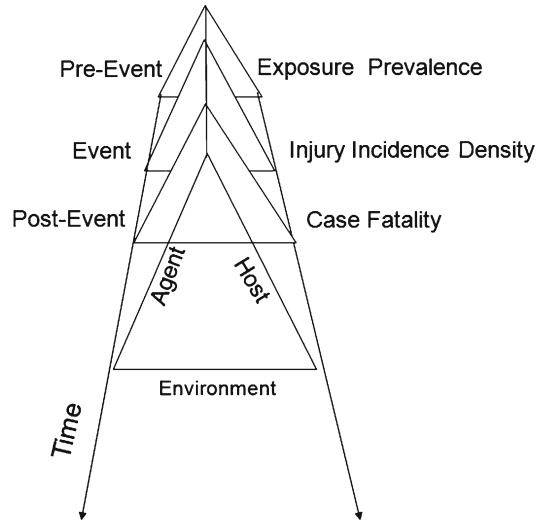 Pre-Event
Exposure Prevalence
Event
Injury Incidence Density
Post-Event
Case Fatality
Agent
Host
Environment
Time